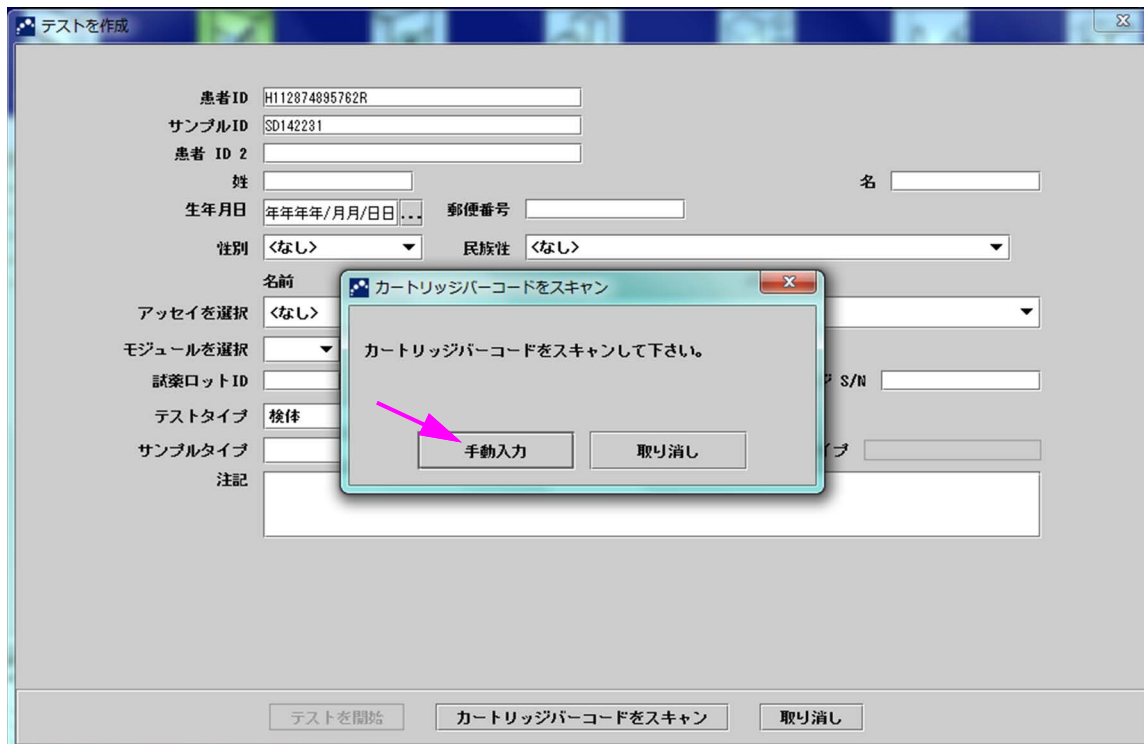 テストを作成
患者ID H112874895762R
サンプルID SD142231
患者 ID 2
姓 名
生年月日 年年年年/月月/日日 ... 郵便番号
性別 <なし> 民族性 <なし>
名前
カートリッジバーコードをスキャン
アッセイを選択 <なし>
モジュールを選択
カートリッジバーコードをスキャンして下さい。
試薬ロットID S/N
テストタイプ 検体
手動入力 取り消し
サンプルタイプ イプ
注記
テストを開始 カートリッジバーコードをスキャン 取り消し